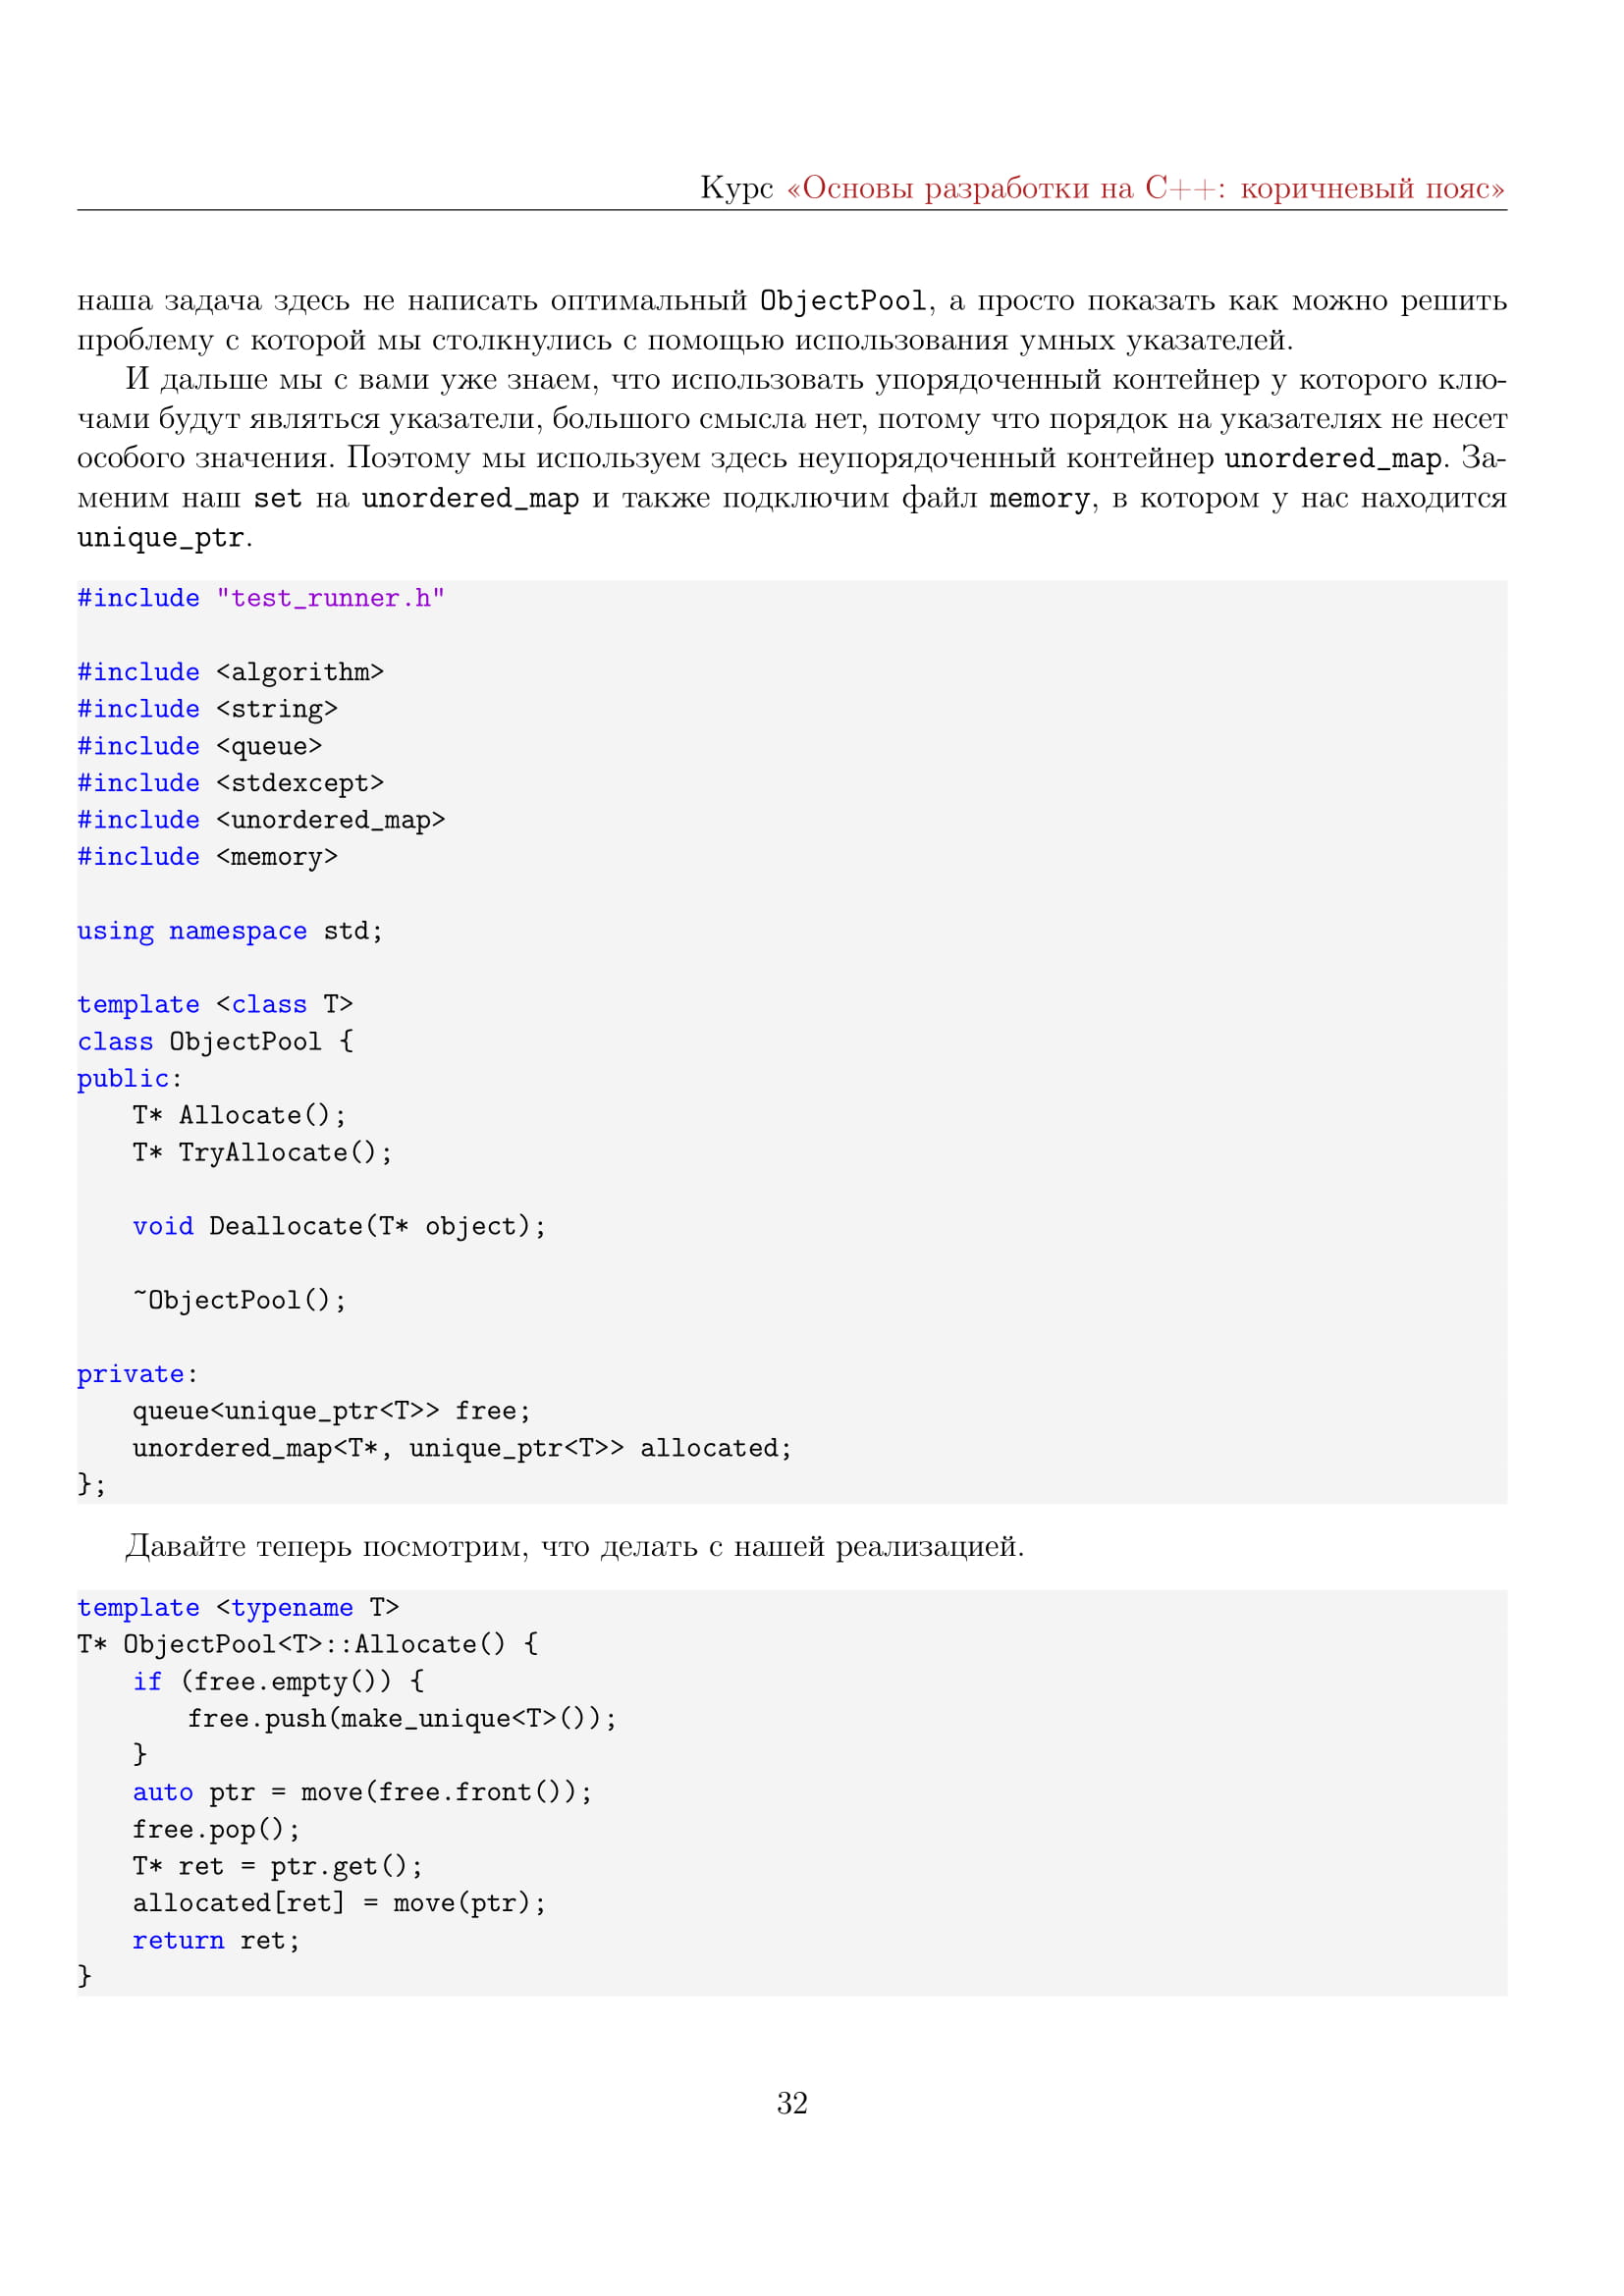 Курс «Основы разработки на C++: коричневый пояс»
наша задача здесь не написать оптимальный ObjectPool, а просто показать как можно решить
проблему с которой мы столкнулись с помощью использования умных указателей.
И дальше мы с вами уже знаем, что использовать упорядоченный контейнер у которого клю-
чами будут являться указатели, большого смысла нет, потому что порядок на указателях не несет
особого значения. Поэтому мы используем здесь неупорядоченный контейнер unordered_map. За-
меним наш set на unordered_map и также подключим файл memory, в котором у нас находится
unique_ptr.
#include "test_runner.h"
#include <algorithm>
#include <string>
#include <queue>
#include <stdexcept>
#include <unordered_map>
#include <memory>
using namespace std;
template <class T>
class ObjectPool {
public:
T* Allocate();
T* TryAllocate();
void Deallocate(T* object);
~ObjectPool();
private:
queue<unique_ptr<T>> free;
unordered_map<T*, unique_ptr<T>> allocated;
};
Давайте теперь посмотрим, что делать с нашей реализацией.
template <typename T>
T* ObjectPool<T>::Allocate() {
if (free.empty()) {
free.push(make_unique<T>());
}
auto ptr = move(free.front());
free.pop();
T* ret = ptr.get();
allocated[ret] = move(ptr);
return ret;
}
32